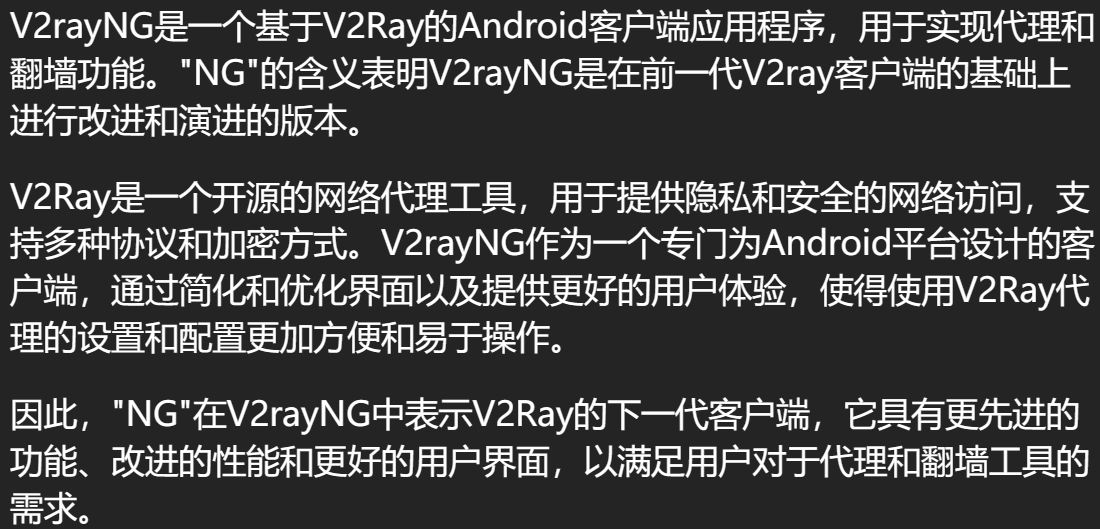 V2rayNG是一个基于V2Ray的Android客户端应用程序，用于实现代理和
翻墙功能。"NG"的含义表明V2rayNG是在前一代V2ray客户端的基础上
进行改进和演进的版本。
V2Ray是一个开源的网络代理工具，用于提供隐私和安全的网络访问，支
持多种协议和加密方式。V2rayNG作为一个专门为Android平台设计的客
户端，通过简化和优化界面以及提供更好的用户体验，使得使用V2Ray代
理的设置和配置更加方便和易于操作。
因此，"NG"在V2rayNG中表示V2Ray的下一代客户端，它具有更先进的
功能、改进的性能和更好的用户界面，以满足用户对于代理和翻墙工具的
需求。